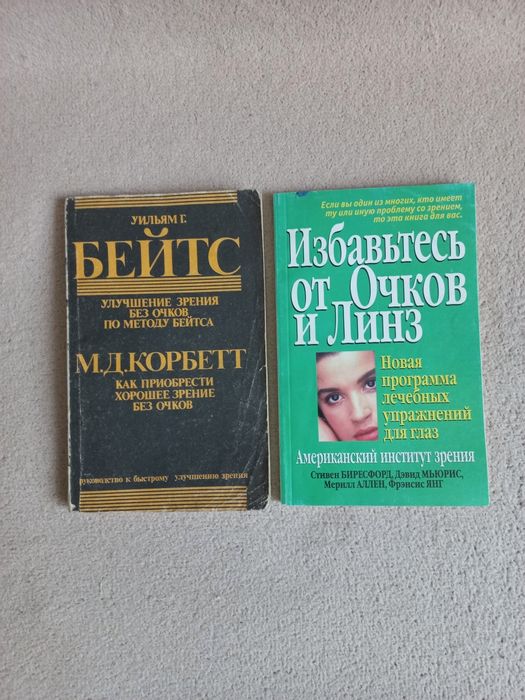 УИЛЬЯМ Г.
БЕЙТС
УЛУЧШЕНИЕ ЗРЕНИЯ
БЕЗ ОЧКОВ
ПО МЕТОДУ БЕЙТСА
М.Д.КОРБЕТТ
КАК ПРИОБРЕСТИ
ХОРОШЕЕ ЗРЕНИЕ
БЕЗ ОЧКОВ
руководство к быстрому улучшению зрения
Если вы один из многих, кто имеет
ту или иную проблему со зрением,
то эта книга для вас.
Избавьтесь
от Очков
и Линз
Новая
программа
лечебных
упражнений
для глаз
Американский институт зрения
Стивен БИРЕСФОРД, Дэвид МЬЮРИС,
Мерилл АЛЛЕН, Фрэнсис ЯНГ